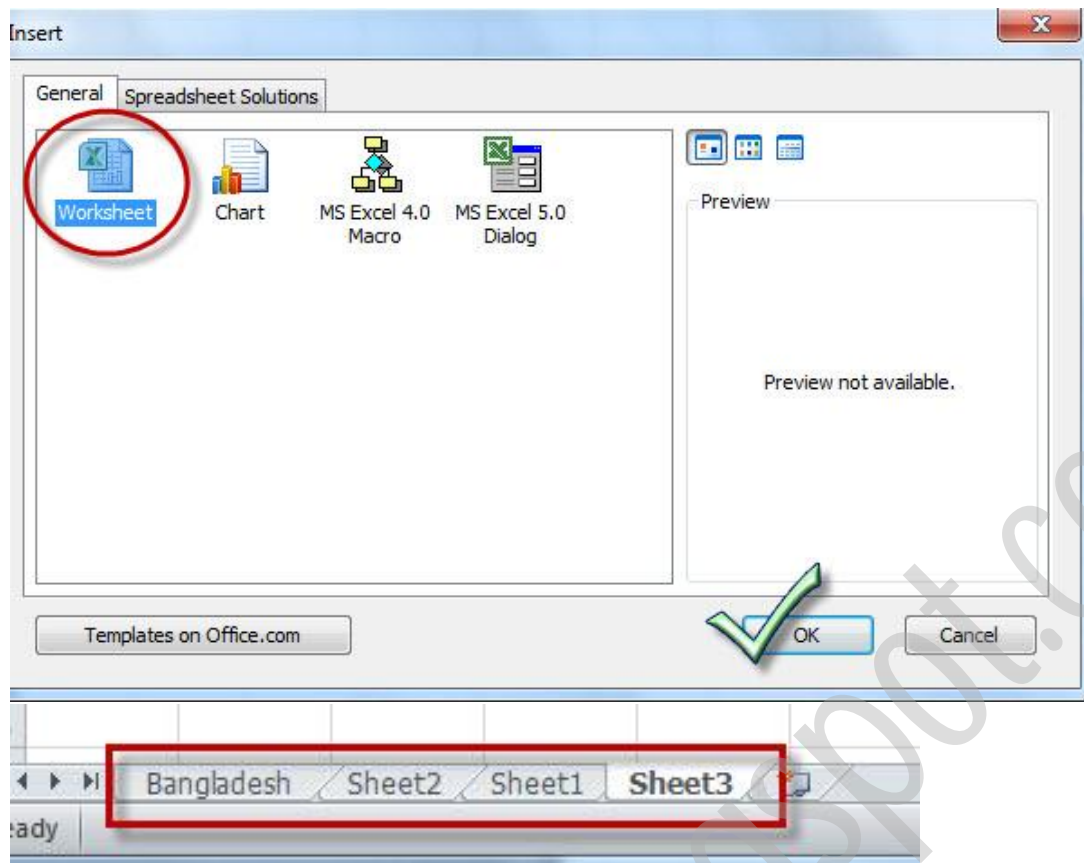 Insert
General Spreadsheet Solutions
Worksheet Chart MS Excel 4.0 MS Excel 5.0
Macro Dialog
Preview
Preview not available.
Templates on Office.com OK Cancel
Bangladesh Sheet2 Sheet1 Sheet3
eady